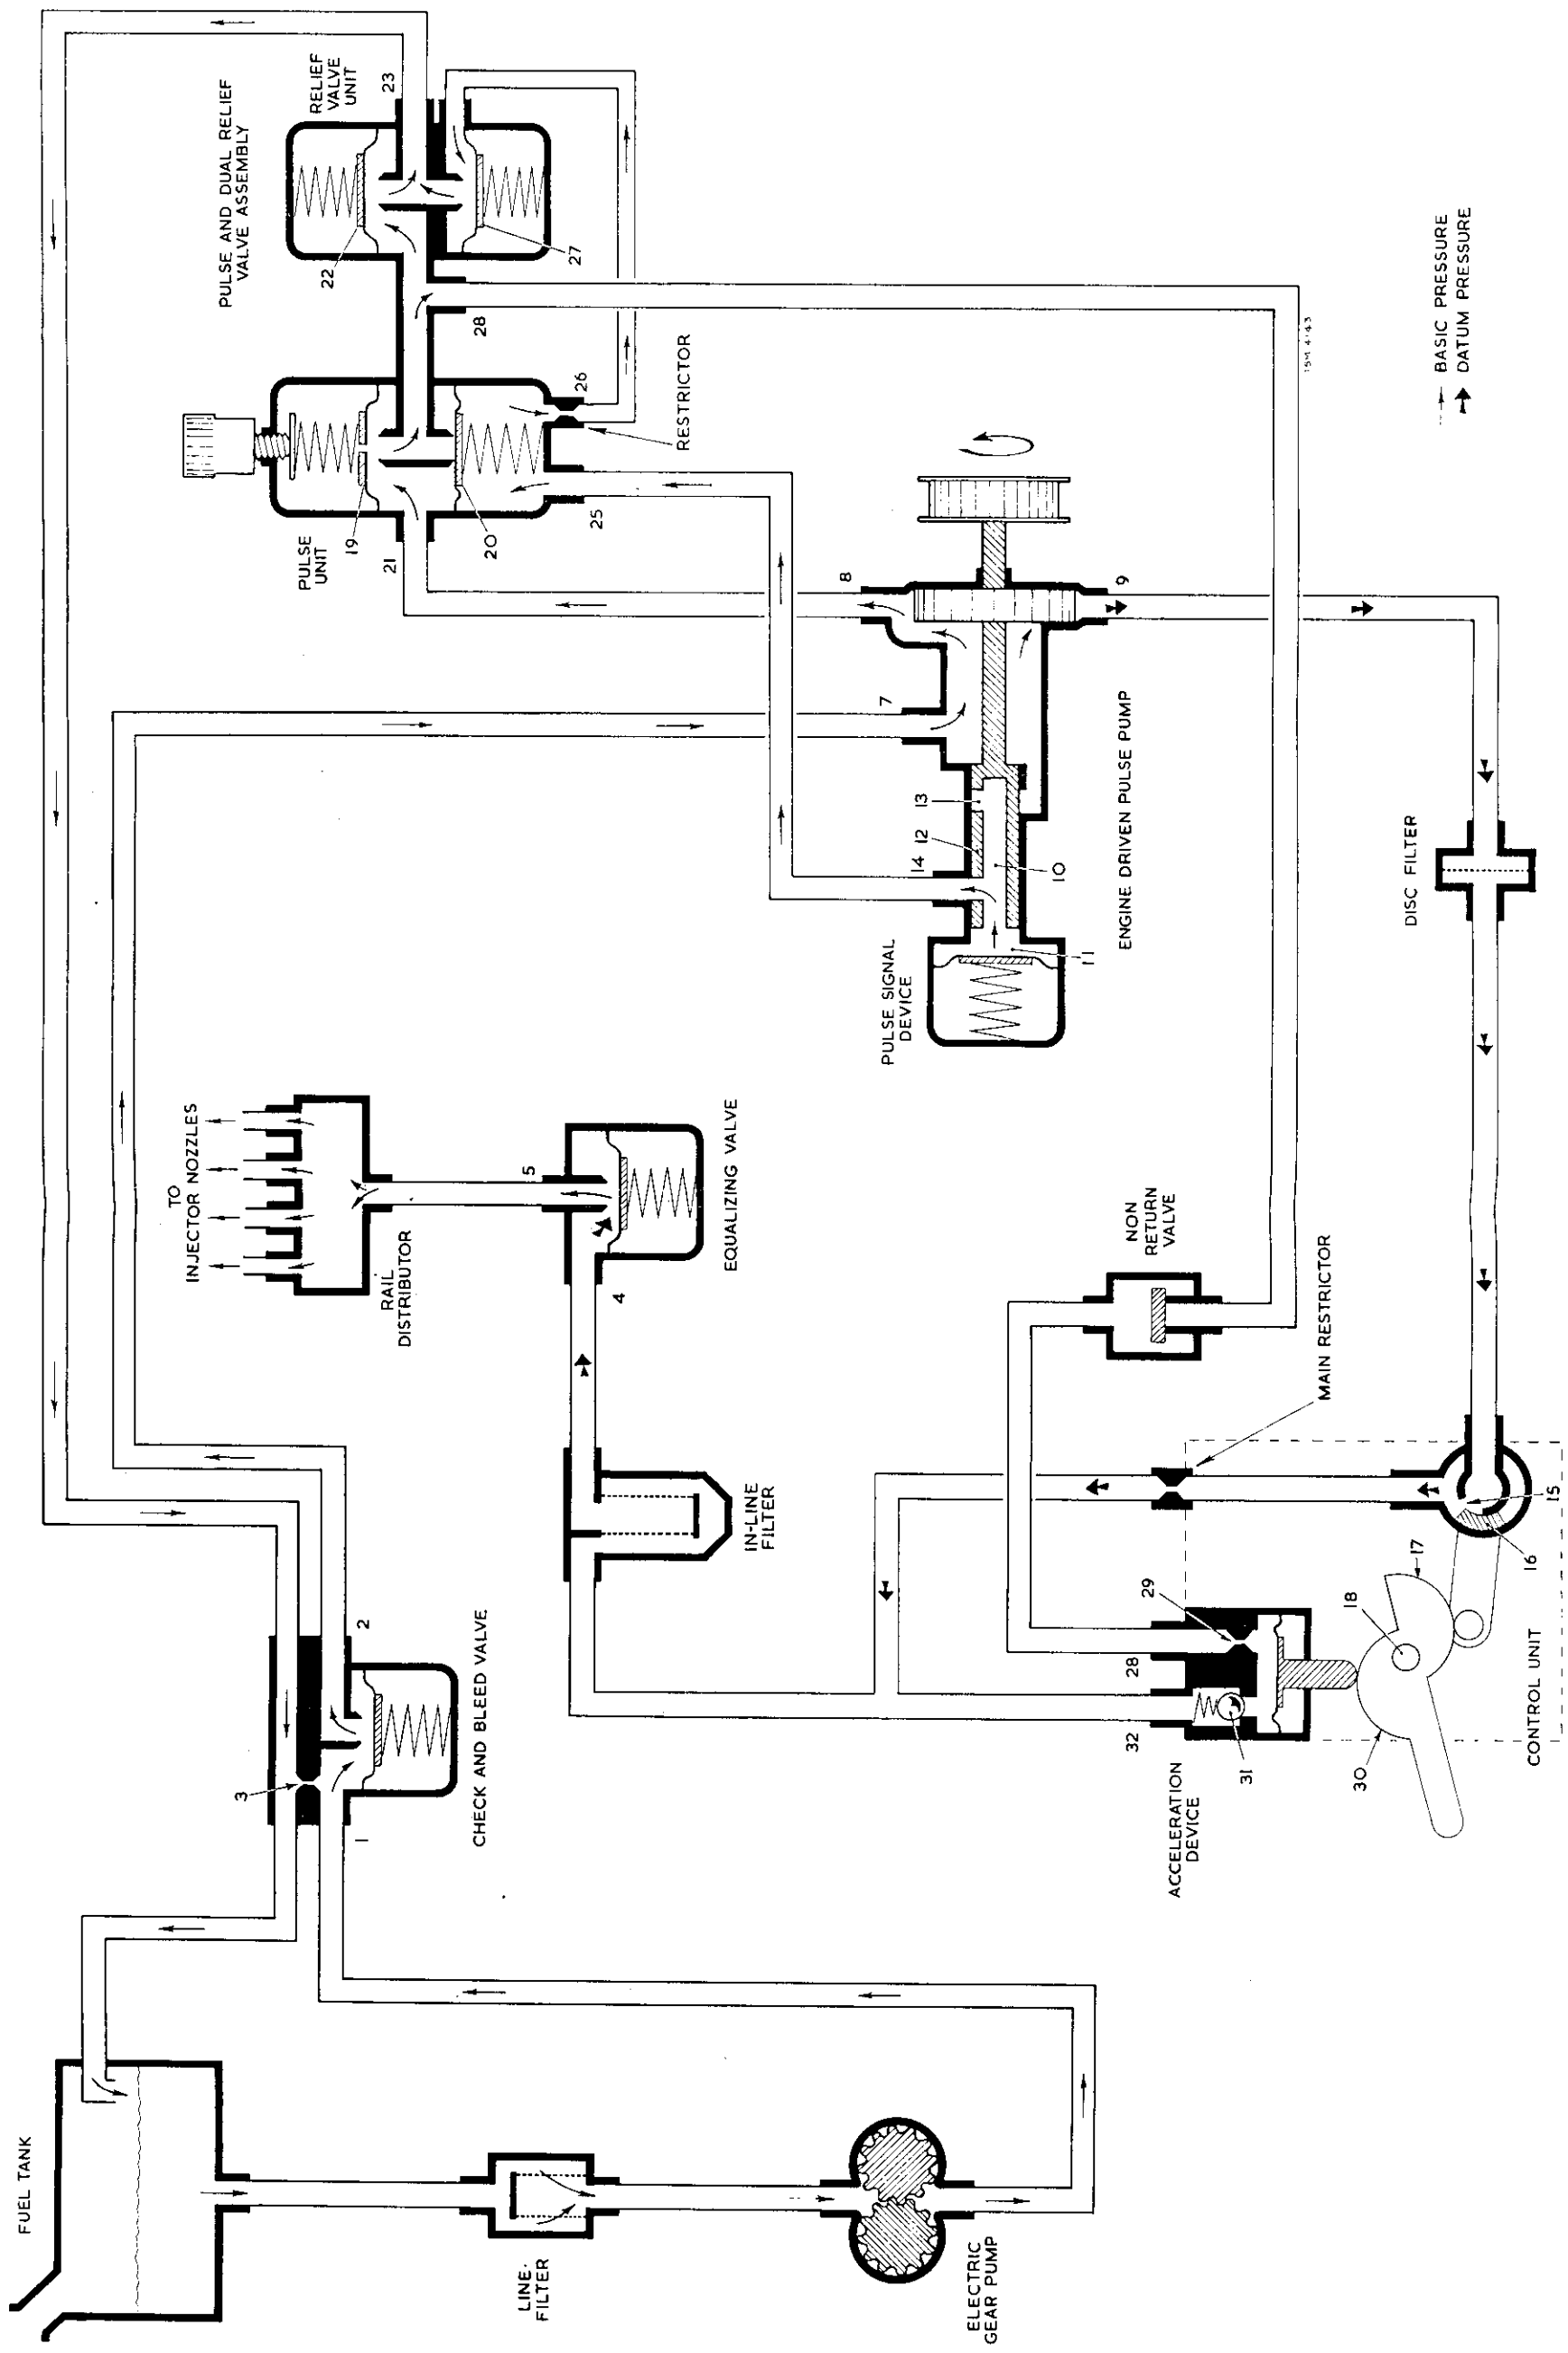 FUEL TANK
LINE-
FILTER
ELECTRIC
GEAR PUMP
3
1
2
CHECK AND BLEED VALVE
TO
INJECTOR NOZZLES
RAIL
DISTRIBUTOR
IN-LINE
FILTER
4
5
EQUALIZING VALVE
ACCELERATION
DEVICE
32
28
29
31
30
18
17
16
15
CONTROL UNIT
MAIN RESTRICTOR
NON
RETURN
VALVE
DISC FILTER
PULSE SIGNAL
DEVICE
14
12
13
10
11
7
8
9
ENGINE DRIVEN PULSE PUMP
PULSE AND DUAL RELIEF
VALVE ASSEMBLY
PULSE
UNIT
19
21
20
25
26
RESTRICTOR
28
22
27
RELIEF
VALVE
UNIT
23
BASIC PRESSURE
DATUM PRESSURE